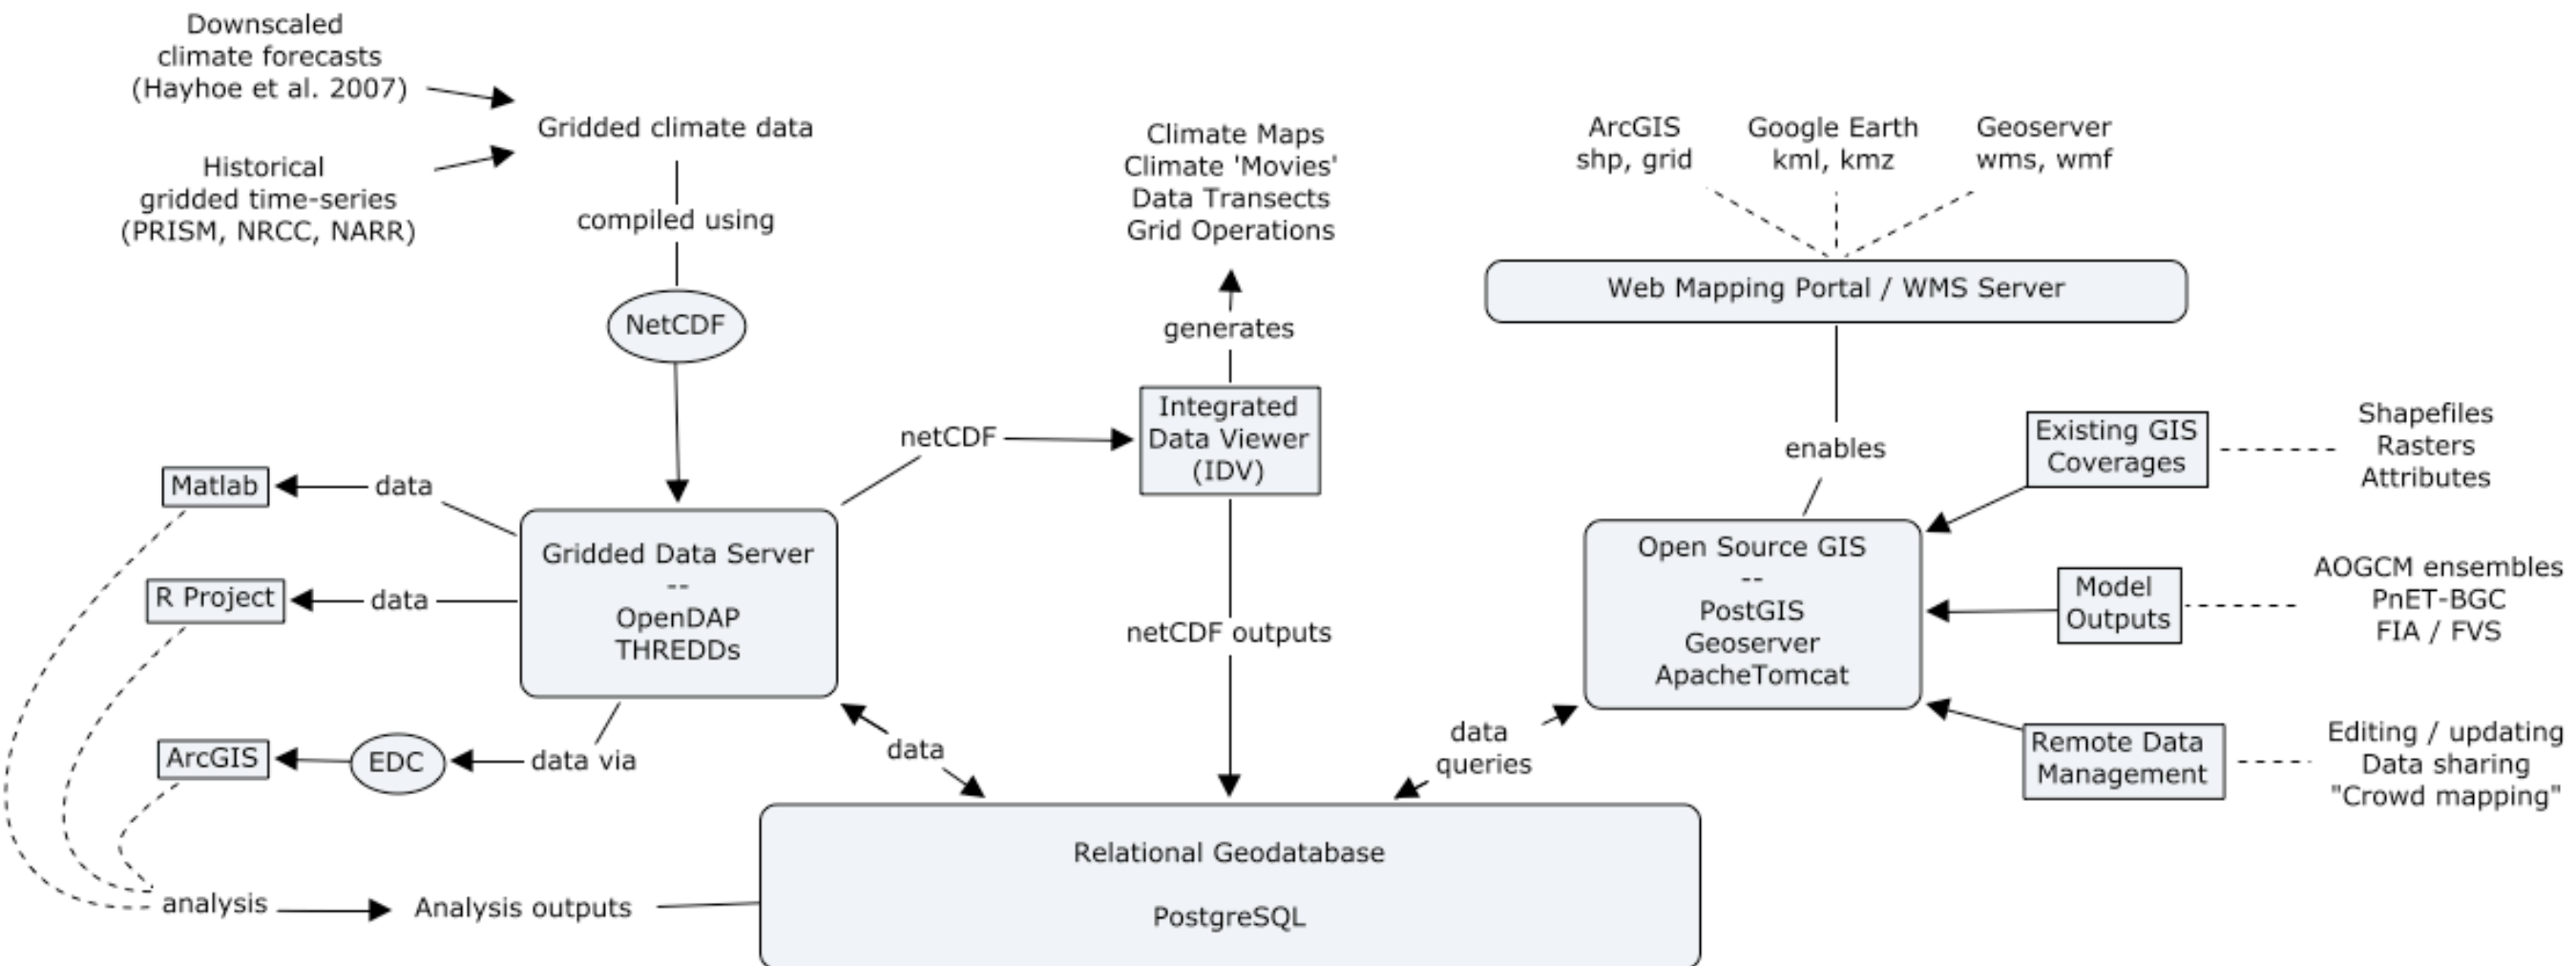 Downscaled
climate forecasts
(Hayhoe et al. 2007)
Historical
gridded time-series
(PRISM, NRCC, NARR)
Gridded climate data
compiled using
NetCDF
Climate Maps
Climate 'Movies'
Data Transects
Grid Operations
generates
Integrated
Data Viewer
(IDV)
netCDF
netCDF outputs
ArcGIS
shp, grid
Google Earth
kml, kmz
Geoserver
wms, wmf
Web Mapping Portal / WMS Server
enables
Existing GIS
Coverages
Shapefiles
Rasters
Attributes
Matlab
data
R Project
data
Gridded Data Server
--
OpenDAP
THREDDs
ArcGIS
EDC
data via
data
data
queries
Open Source GIS
--
PostGIS
Geoserver
ApacheTomcat
Model
Outputs
AOGCM ensembles
PnET-BGC
FIA / FVS
Remote Data
Management
Editing / updating
Data sharing
"Crowd mapping"
analysis
Analysis outputs
Relational Geodatabase
PostgreSQL